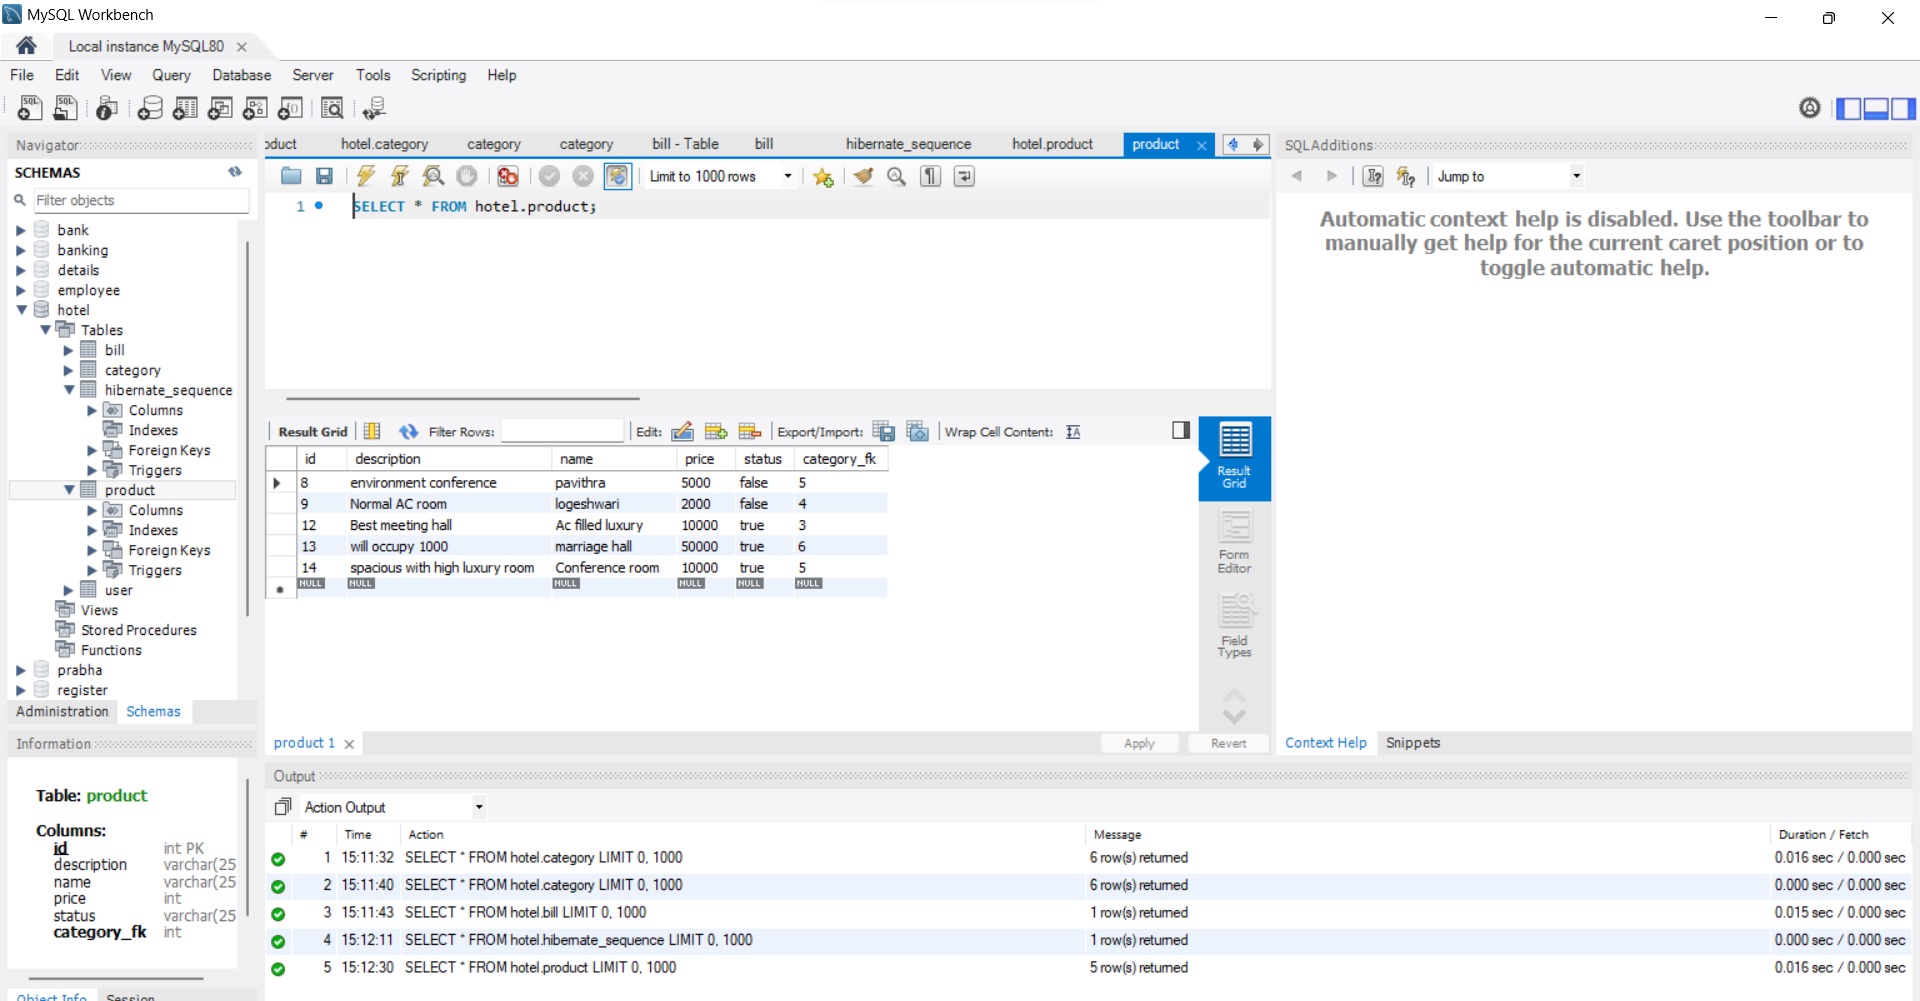 MySQL Workbench
Local instance MySQL80
File Edit View Query Database Server Tools Scripting Help
Navigator
SCHEMAS
Filter objects
bank
banking
details
employee
hotel
Tables
bill
category
hibernate_sequence
Columns
Indexes
Foreign Keys
Triggers
product
Columns
Indexes
Foreign Keys
Triggers
user
Views
Stored Procedures
Functions
prabha
register
Administration Schemas
Information
Table: product
Columns:
id int PK
description varchar(25
name varchar(25
price int
status varchar(25
category_fk int
Object Info Session
oduct hotel.category category category bill - Table bill hibernate_sequence hotel.product product
Limit to 1000 rows
1 SELECT * FROM hotel.product;
Result Grid Filter Rows: Edit: Export/Import: Wrap Cell Content:
id description name price status category_fk
8 environment conference pavithra 5000 false 5
9 Normal AC room logeshwari 2000 false 4
12 Best meeting hall Ac filled luxury 10000 true 3
13 will occupy 1000 marriage hall 50000 true 6
14 spacious with high luxury room Conference room 10000 true 5
NULL NULL NULL NULL NULL NULL
Result
Grid
Form
Editor
Field
Types
product 1 Apply Revert
SQLAdditions
Jump to
Automatic context help is disabled. Use the toolbar to
manually get help for the current caret position or to
toggle automatic help.
Context Help Snippets
Output
Action Output
# Time Action Message Duration / Fetch
1 15:11:32 SELECT * FROM hotel.category LIMIT 0, 1000 6 row(s) returned 0.016 sec / 0.000 sec
2 15:11:40 SELECT * FROM hotel.category LIMIT 0, 1000 6 row(s) returned 0.000 sec / 0.000 sec
3 15:11:43 SELECT * FROM hotel.bill LIMIT 0, 1000 1 row(s) returned 0.015 sec / 0.000 sec
4 15:12:11 SELECT * FROM hotel.hibernate_sequence LIMIT 0, 1000 1 row(s) returned 0.000 sec / 0.000 sec
5 15:12:30 SELECT * FROM hotel.product LIMIT 0, 1000 5 row(s) returned 0.016 sec / 0.000 sec